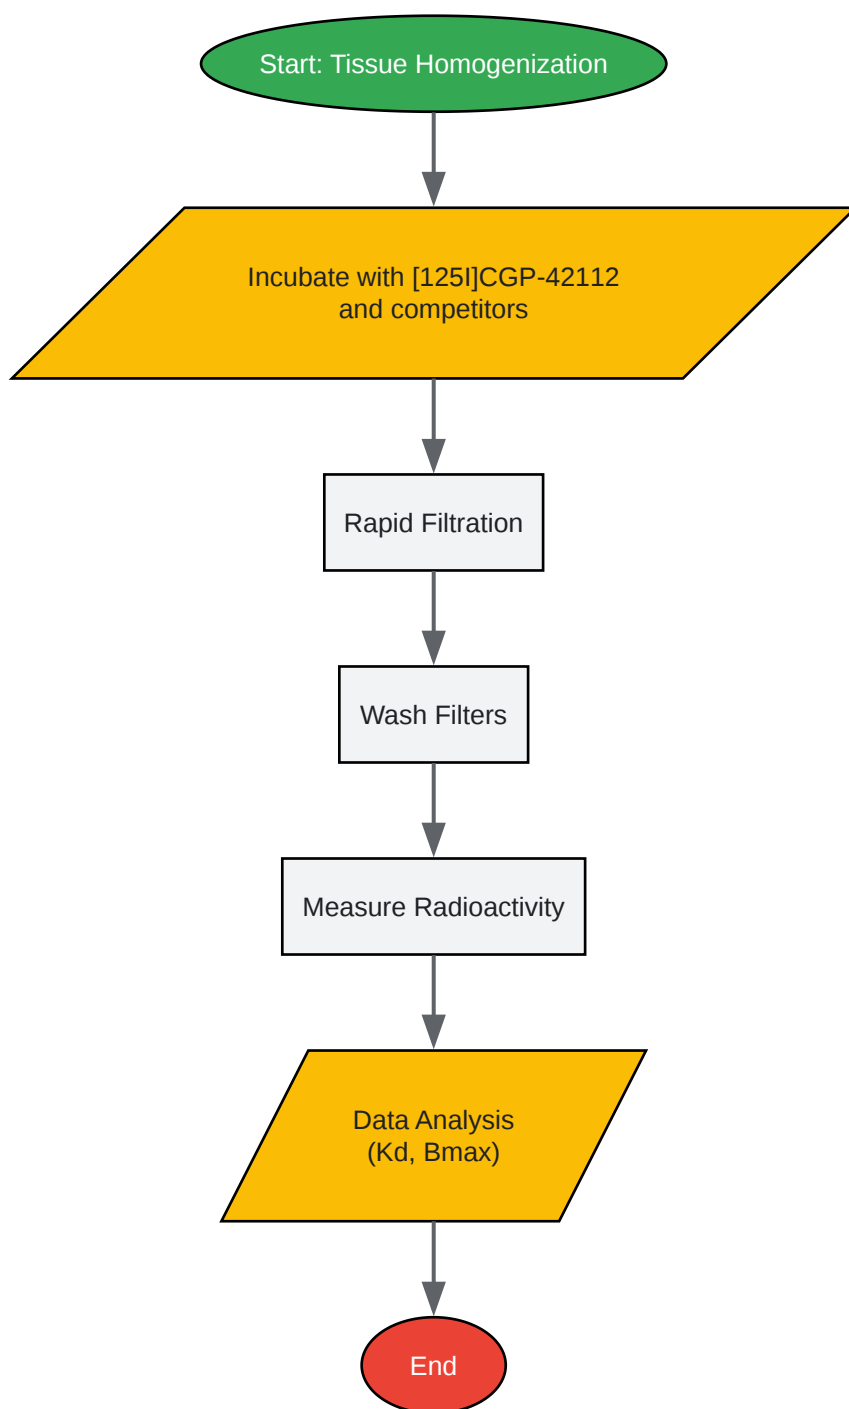 Start: Tissue Homogenization
Incubate with [125I]CGP-42112
and competitors
Rapid Filtration
Wash Filters
Measure Radioactivity
Data Analysis
(Kd, Bmax)
End